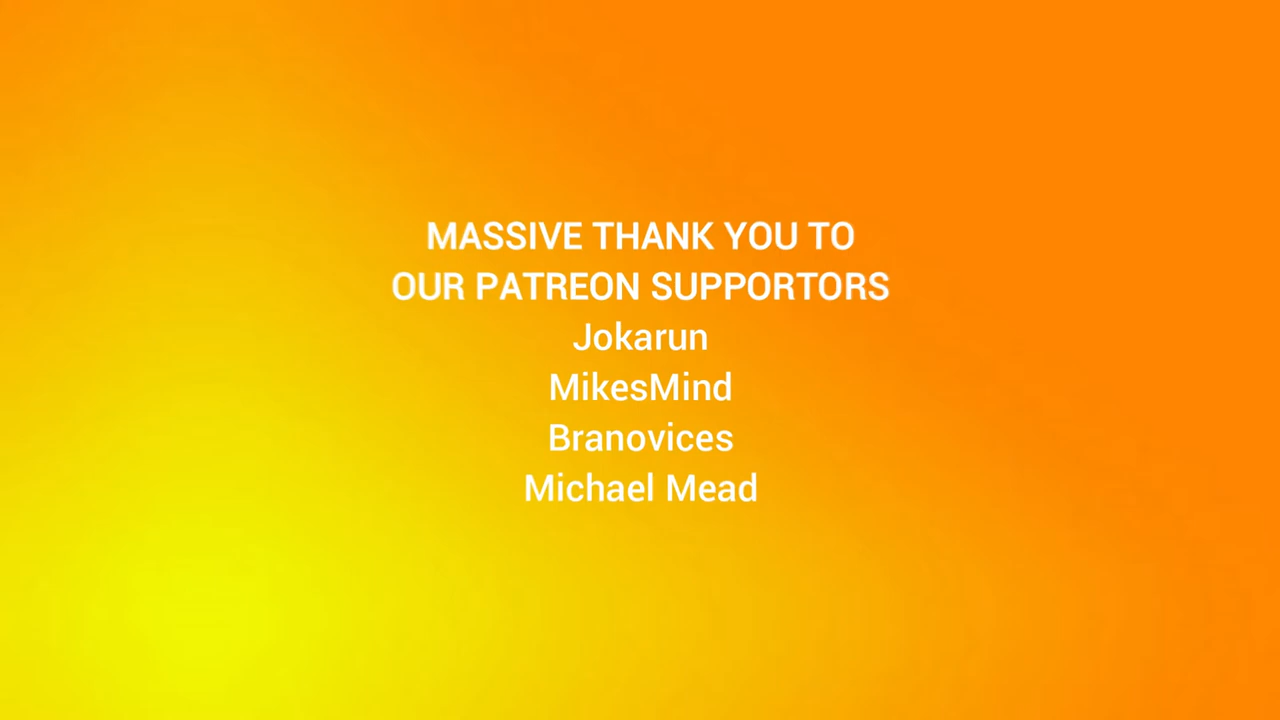 MASSIVE THANK YOU TO
OUR PATREON SUPPORTORS
Jokarun
MikesMind
Branovices
Michael Mead